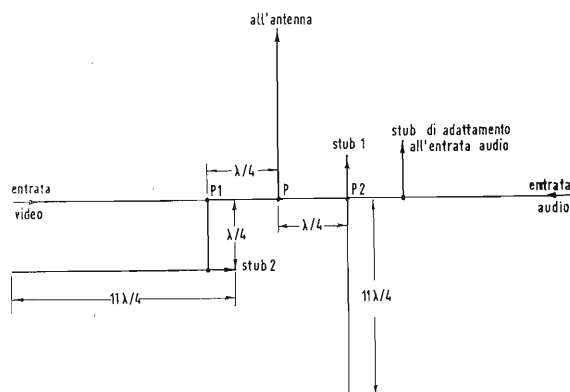 all'antenna
stub di adattamento
all'entrata audio
stub 1
λ/4
P1
P
P2
entrata
video
entrata
audio
λ/4
λ/4
stub 2
11λ/4
11λ/4